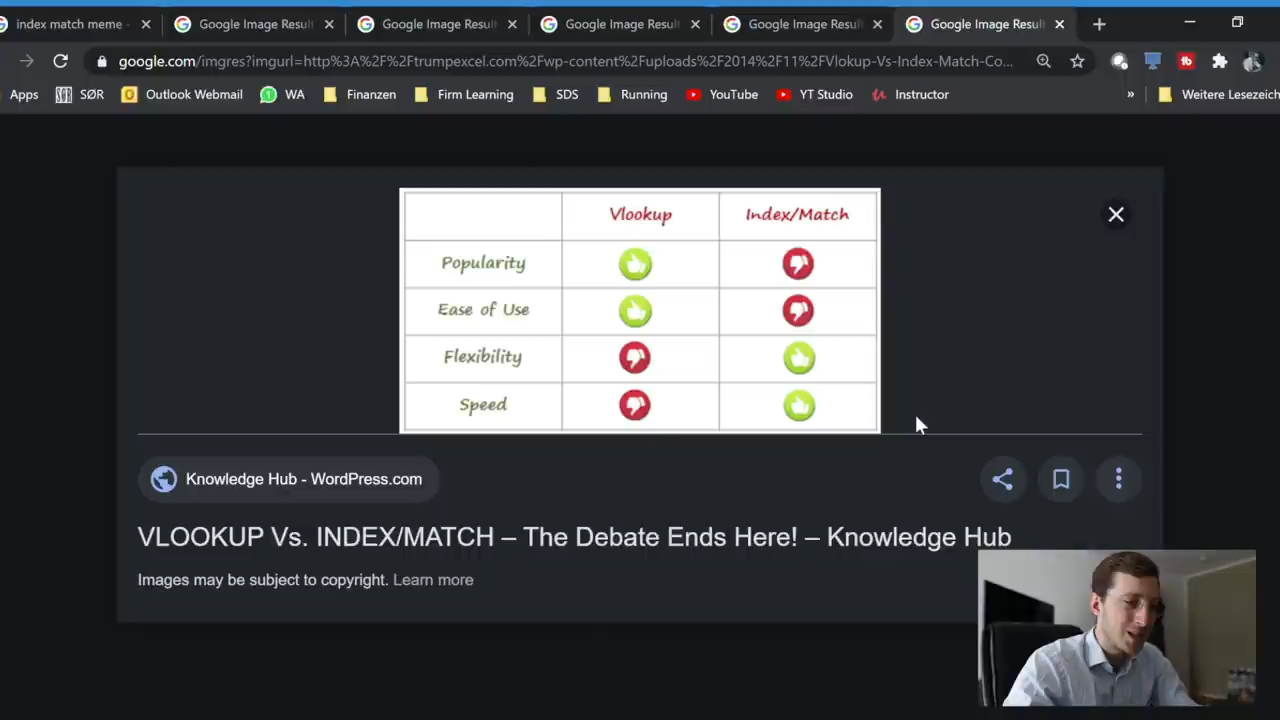 index match meme -
Google Image Result
Google Image Result
Google Image Result
Google Image Result
Google Image Result
google.com/imgres?imgurl=http%3A%2F%2Ftrumpexcel.com%2Fwp-content%2Fuploads%2F2014%2F11%2FVlokup-Vs-Index-Match-Co...
Apps SØR Outlook Webmail WA Finanzen Firm Learning SDS Running YouTube YT Studio Instructor » Weitere Lesezeich
Vlookup Index/Match
Popularity
Ease of Use
Flexibility
Speed
Knowledge Hub - WordPress.com
VLOOKUP Vs. INDEX/MATCH – The Debate Ends Here! – Knowledge Hub
Images may be subject to copyright. Learn more